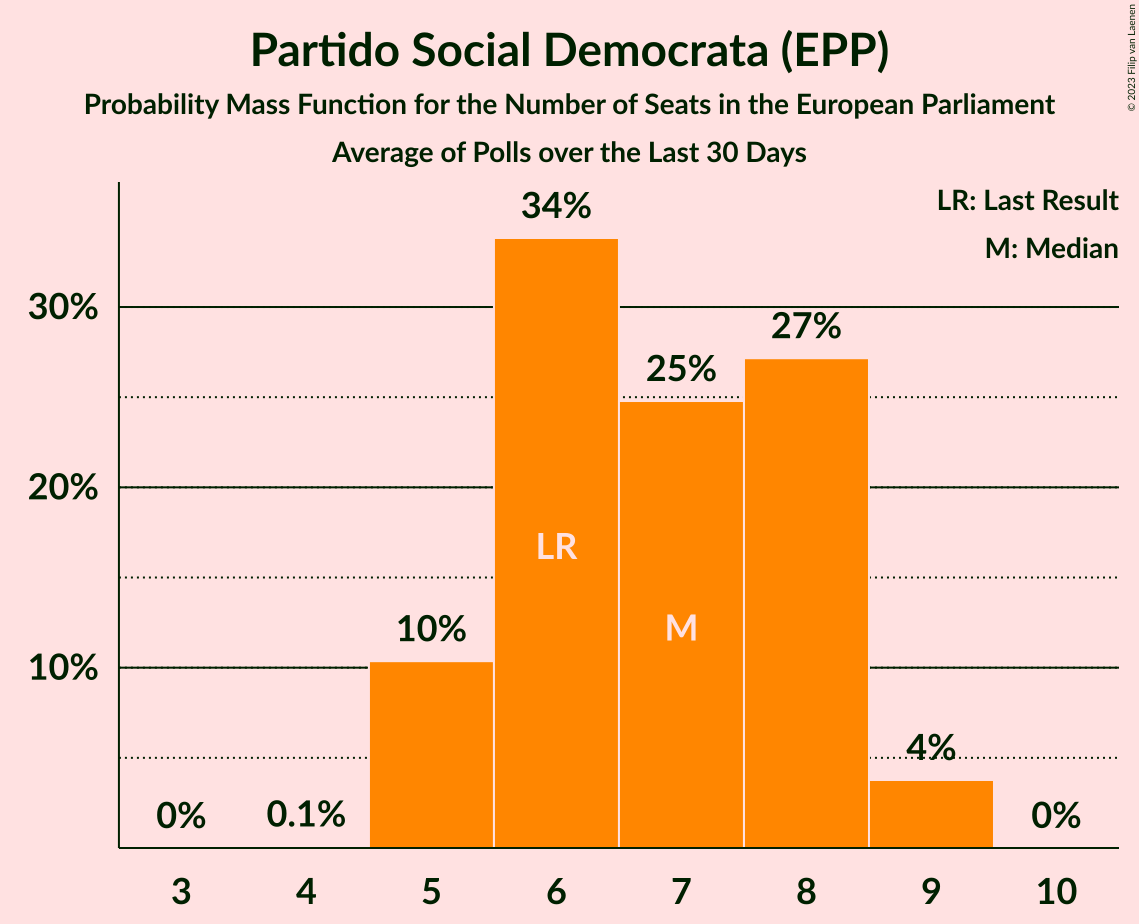 Partido Social Democrata (EPP)
Probability Mass Function for the Number of Seats in the European Parliament
Average of Polls over the Last 30 Days
© 2023 Filip van Laenen
LR: Last Result
M: Median
34%
30%
27%
25%
20%
LR
M
10%
10%
4%
0%
0.1%
0%
3 4 5 6 7 8 9 10